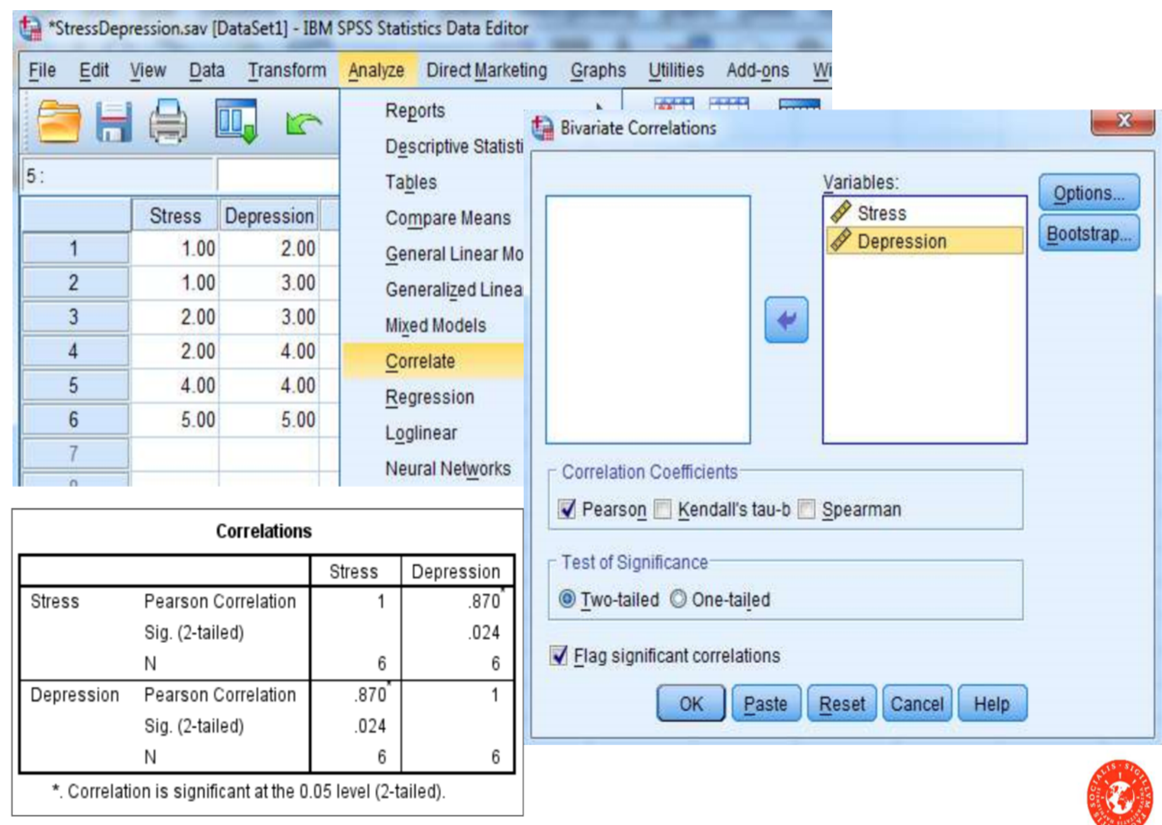 *StressDepression.sav [DataSet1] - IBM SPSS Statistics Data Editor
File Edit View Data Transform Analyze Direct Marketing Graphs Utilities Add-ons Wi
5 :
Stress Depression
1 1.00 2.00
2 1.00 3.00
3 2.00 3.00
4 2.00 4.00
5 4.00 4.00
6 5.00 5.00
7
Reports
Descriptive Statisti
Tables
Compare Means
General Linear Mo
Generalized Linea
Mixed Models
Correlate
Regression
Loglinear
Neural Networks
Bivariate Correlations
Variables:
Stress
Depression
Options...
Bootstrap...
Correlation Coefficients
Pearson Kendall's tau-b Spearman
Test of Significance
Two-tailed One-tailed
Flag significant correlations
OK Paste Reset Cancel Help
Correlations
Stress Depression
Stress Pearson Correlation 1 .870*
Sig. (2-tailed) .024
N 6 6
Depression Pearson Correlation .870* 1
Sig. (2-tailed) .024
N 6 6
*. Correlation is significant at the 0.05 level (2-tailed).